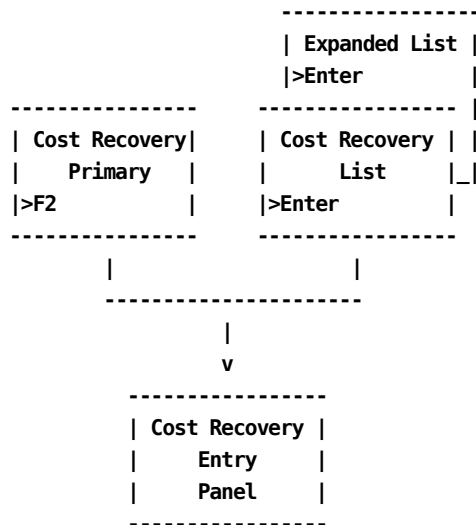 -----------------
| Expanded List |
|>Enter |
---------------- ---------------- |
| Cost Recovery| | Cost Recovery | |
| Primary | | List |_|
|>F2 | |>Enter |
---------------- ----------------
| |
---------------------
|
v
----------------
| Cost Recovery |
| Entry |
| Panel |
----------------